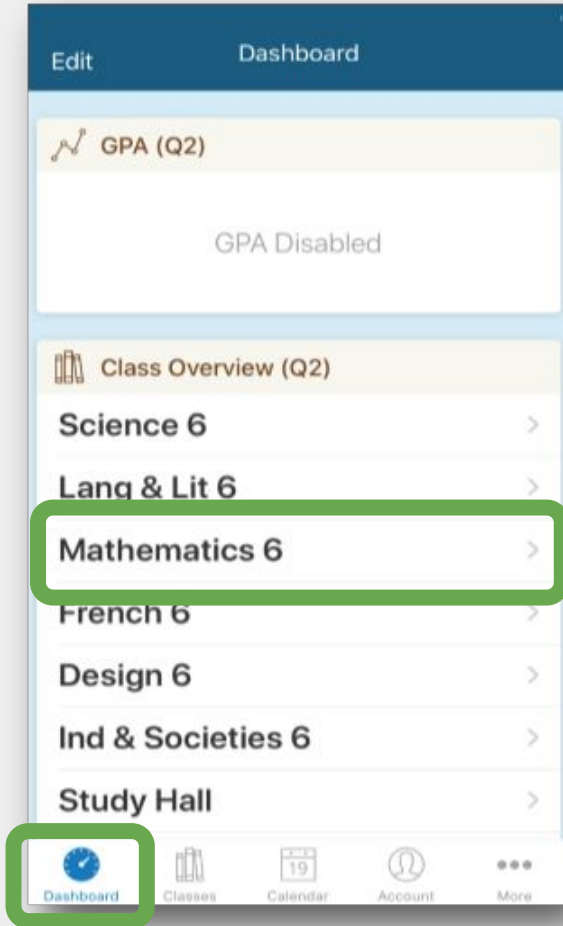 Edit Dashboard
GPA (Q2)
GPA Disabled
Class Overview (Q2)
Science 6
Lang & Lit 6
Mathematics 6
French 6
Design 6
Ind & Societies 6
Study Hall
19
Dashboard Classes Calendar Account More